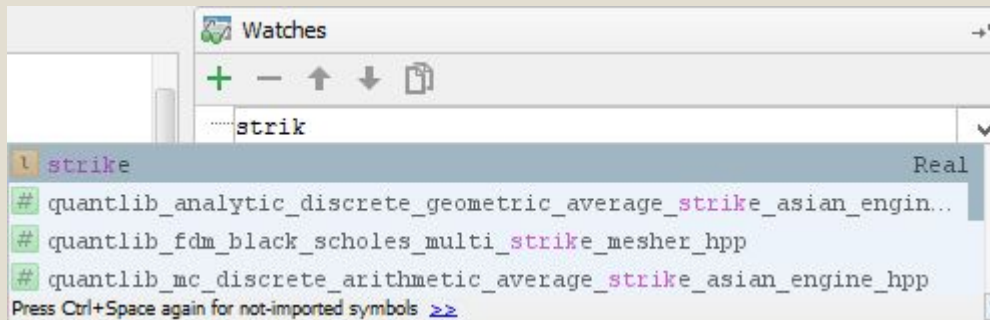 Watches
strik
l strike Real
# quantlib_analytic_discrete_geometric_average_strike_asian_engin...
# quantlib_fdm_black_scholes_multi_strike_mesher_hpp
# quantlib_mc_discrete_arithmetic_average_strike_asian_engine_hpp
Press Ctrl+Space again for not-imported symbols >>